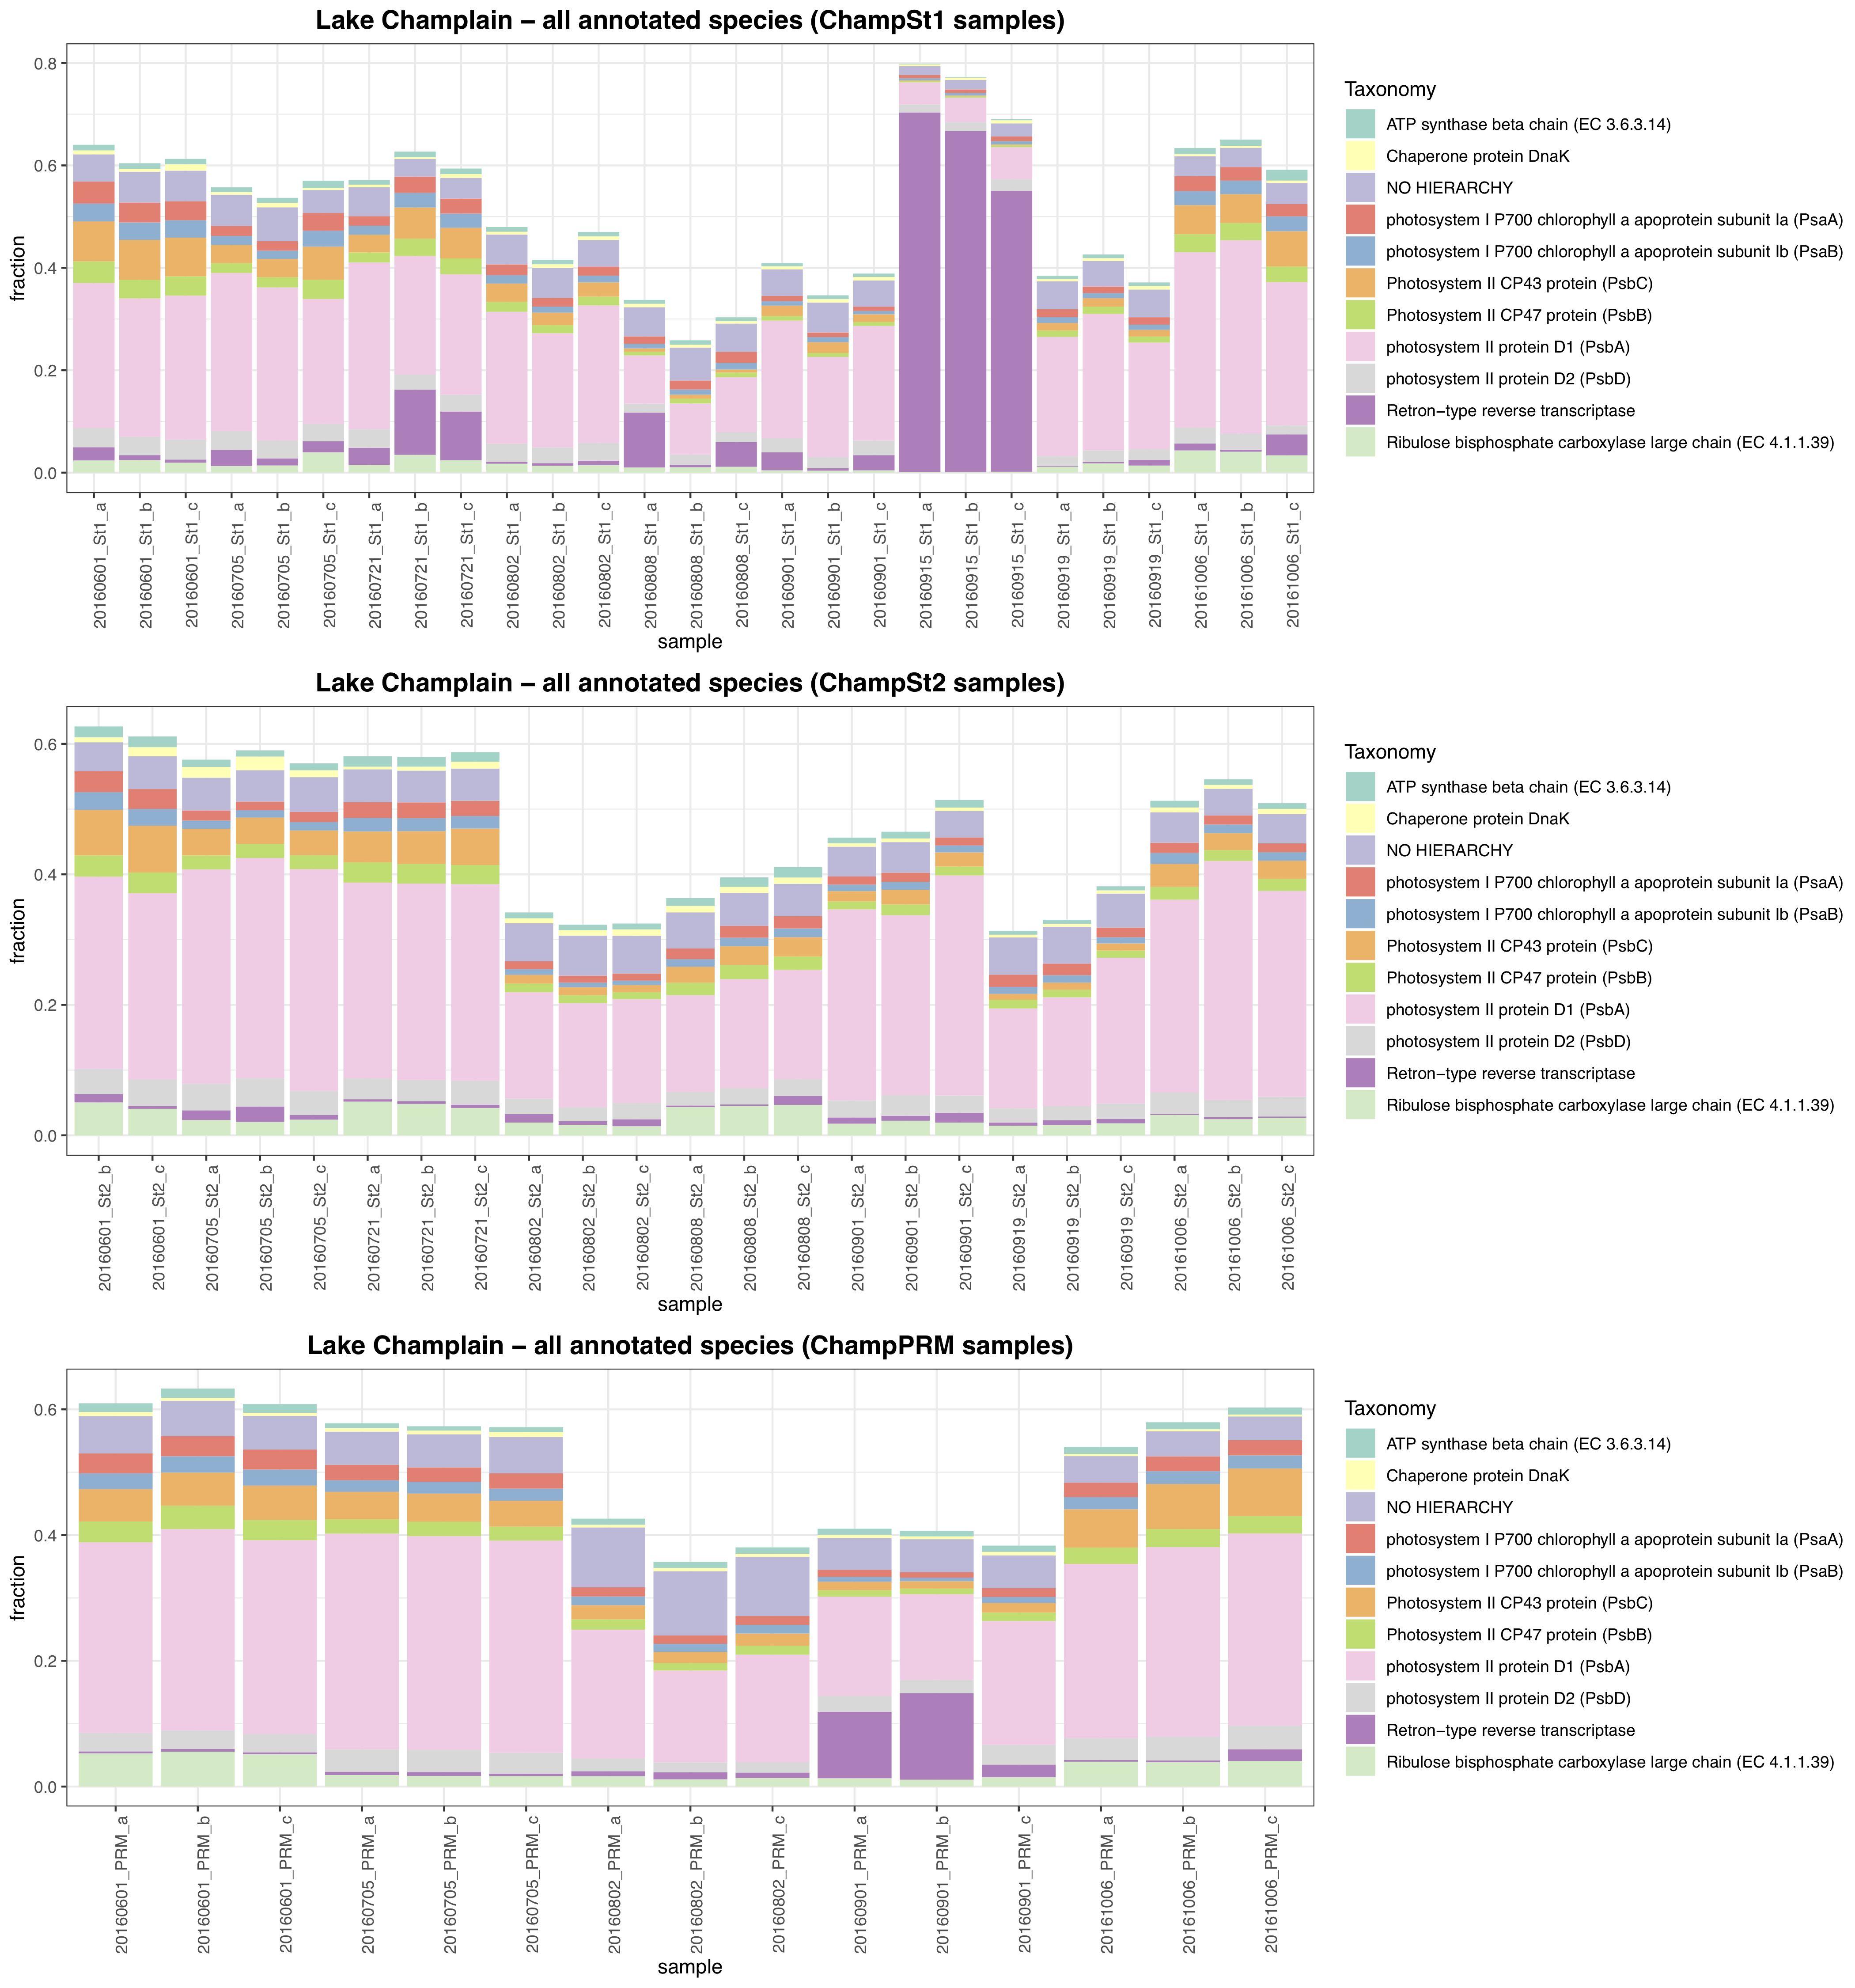 Lake Champlain – all annotated species (ChampSt1 samples)
fraction
0.8
0.6
0.4
0.2
0.0
20160601_St1_a
20160601_St1_b
20160601_St1_c
20160705_St1_a
20160705_St1_b
20160705_St1_c
20160721_St1_a
20160721_St1_b
20160721_St1_c
20160802_St1_a
20160802_St1_b
20160802_St1_c
20160808_St1_a
20160808_St1_b
20160808_St1_c
20160901_St1_a
20160901_St1_b
20160901_St1_c
20160915_St1_a
20160915_St1_b
20160915_St1_c
20160919_St1_a
20160919_St1_b
20160919_St1_c
20161006_St1_a
20161006_St1_b
20161006_St1_c
sample
Taxonomy
ATP synthase beta chain (EC 3.6.3.14)
Chaperone protein DnaK
NO HIERARCHY
photosystem I P700 chlorophyll a apoprotein subunit Ia (PsaA)
photosystem I P700 chlorophyll a apoprotein subunit Ib (PsaB)
Photosystem II CP43 protein (PsbC)
Photosystem II CP47 protein (PsbB)
photosystem II protein D1 (PsbA)
photosystem II protein D2 (PsbD)
Retron−type reverse transcriptase
Ribulose bisphosphate carboxylase large chain (EC 4.1.1.39)
Lake Champlain – all annotated species (ChampSt2 samples)
fraction
0.6
0.4
0.2
0.0
20160601_St2_b
20160601_St2_c
20160705_St2_a
20160705_St2_b
20160705_St2_c
20160721_St2_a
20160721_St2_b
20160721_St2_c
20160802_St2_a
20160802_St2_b
20160802_St2_c
20160808_St2_a
20160808_St2_b
20160808_St2_c
20160901_St2_a
20160901_St2_b
20160901_St2_c
20160919_St2_a
20160919_St2_b
20160919_St2_c
20161006_St2_a
20161006_St2_b
20161006_St2_c
sample
Taxonomy
ATP synthase beta chain (EC 3.6.3.14)
Chaperone protein DnaK
NO HIERARCHY
photosystem I P700 chlorophyll a apoprotein subunit Ia (PsaA)
photosystem I P700 chlorophyll a apoprotein subunit Ib (PsaB)
Photosystem II CP43 protein (PsbC)
Photosystem II CP47 protein (PsbB)
photosystem II protein D1 (PsbA)
photosystem II protein D2 (PsbD)
Retron−type reverse transcriptase
Ribulose bisphosphate carboxylase large chain (EC 4.1.1.39)
Lake Champlain – all annotated species (ChampPRM samples)
fraction
0.6
0.4
0.2
0.0
20160601_PRM_a
20160601_PRM_b
20160601_PRM_c
20160705_PRM_a
20160705_PRM_b
20160705_PRM_c
20160802_PRM_a
20160802_PRM_b
20160802_PRM_c
20160901_PRM_a
20160901_PRM_b
20160901_PRM_c
20161006_PRM_a
20161006_PRM_b
20161006_PRM_c
sample
Taxonomy
ATP synthase beta chain (EC 3.6.3.14)
Chaperone protein DnaK
NO HIERARCHY
photosystem I P700 chlorophyll a apoprotein subunit Ia (PsaA)
photosystem I P700 chlorophyll a apoprotein subunit Ib (PsaB)
Photosystem II CP43 protein (PsbC)
Photosystem II CP47 protein (PsbB)
photosystem II protein D1 (PsbA)
photosystem II protein D2 (PsbD)
Retron−type reverse transcriptase
Ribulose bisphosphate carboxylase large chain (EC 4.1.1.39)